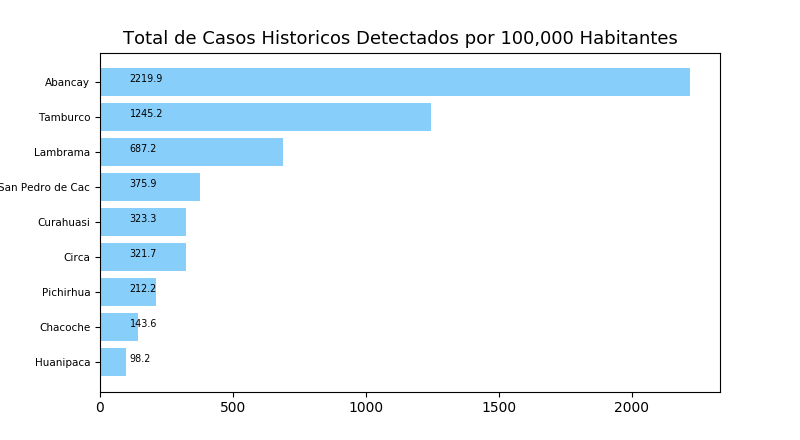 Total de Casos Historicos Detectados por 100,000 Habitantes
Abancay 2219.9
Tamburco 1245.2
Lambrama 687.2
San Pedro de Cac 375.9
Curahuasi 323.3
Circa 321.7
Pichirhua 212.2
Chacoche 143.6
Huanipaca 98.2
0 500 1000 1500 2000